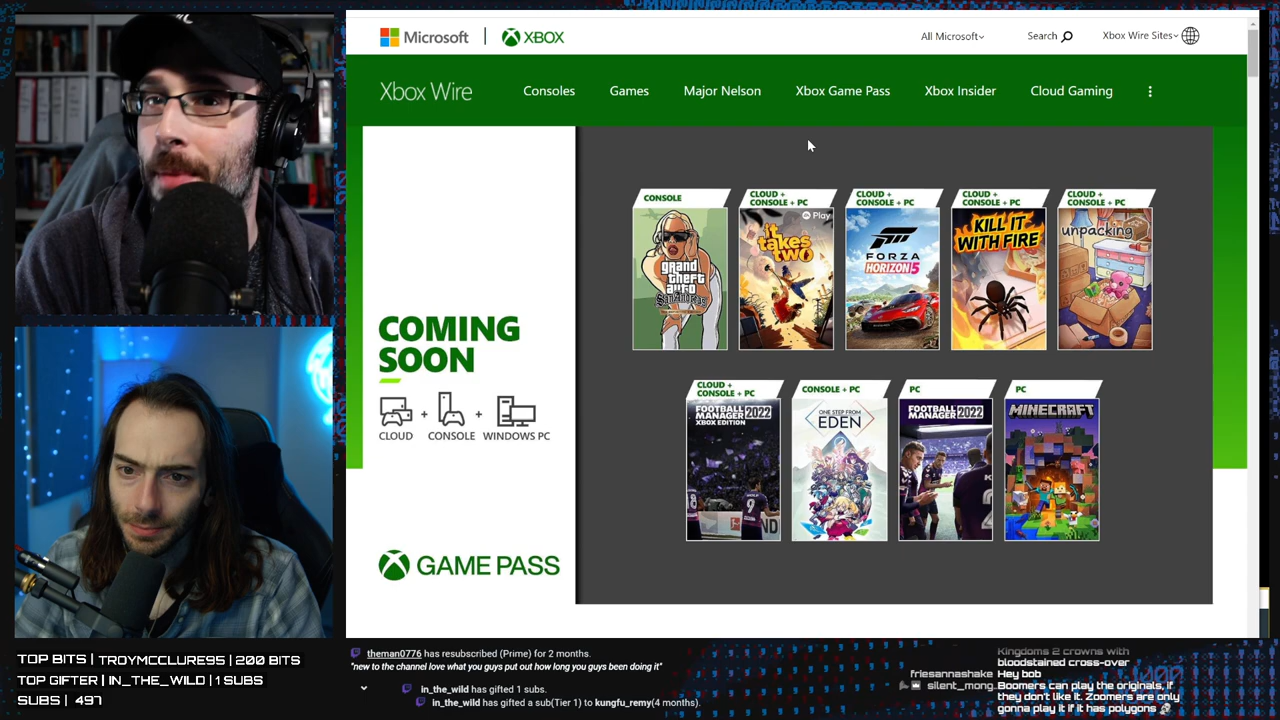 Microsoft | XBOX
All Microsoft
Search
Xbox Wire Sites
Xbox Wire
Consoles
Games
Major Nelson
Xbox Game Pass
Xbox Insider
Cloud Gaming
COMING
SOON
CLOUD + CONSOLE + WINDOWS PC
GAME PASS
CONSOLE
grand
theft
auto
SanAndreas
CLOUD +
CONSOLE + PC
EA Play
it
takes
two
CLOUD +
CONSOLE + PC
FORZA
HORIZON 5
CLOUD +
CONSOLE + PC
KILL IT
WITH FIRE
CLOUD +
CONSOLE + PC
unpacking
CLOUD +
CONSOLE + PC
FOOTBALL
MANAGER 2022
XBOX EDITION
9
CONSOLE + PC
ONE STEP FROM
EDEN
PC
FOOTBALL
MANAGER 2022
PC
MINECRAFT
TOP BITS | TROYMCCLURE95 | 200 BITS
TOP GIFTER | IN_THE_WILD | 1 SUBS
SUBS | 497
theman0776 has resubscribed (Prime) for 2 months.
"new to the channel love what you guys put out how long you guys been doing it"
in_the_wild has gifted 1 subs.
in_the_wild has gifted a sub(Tier 1) to kungfu_remy(4 months).
Kingdoms 2 crowns with
bloodstained cross-over
friesannashake Hey bob
silent_mong. Boomers can play the originals, if
they don't like it. Zoomers are only
gonna play it if it has polygons